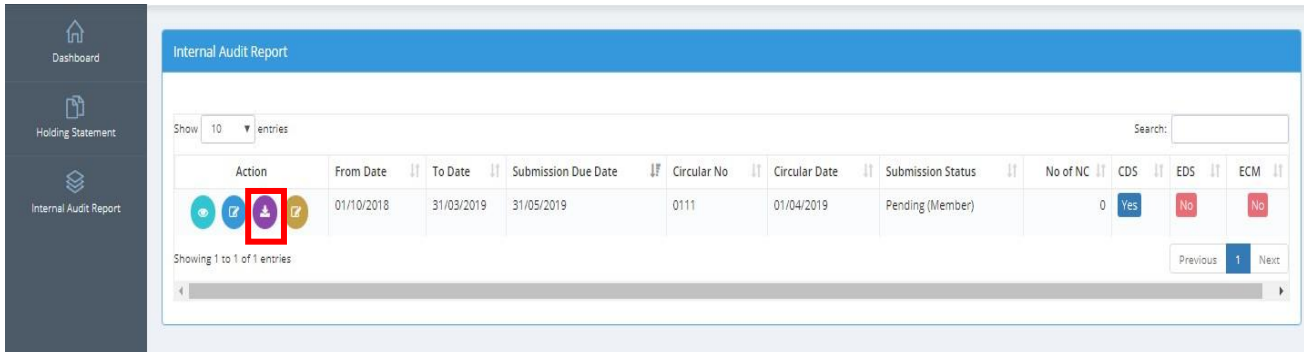 Dashboard
Holding Statement
Internal Audit Report
Internal Audit Report
Show 10 entries
Search:
Action From Date To Date Submission Due Date Circular No Circular Date Submission Status No of NC CDS EDS ECM
01/10/2018 31/03/2019 31/05/2019 0111 01/04/2019 Pending (Member) 0 Yes No No
Showing 1 to 1 of 1 entries
Previous 1 Next